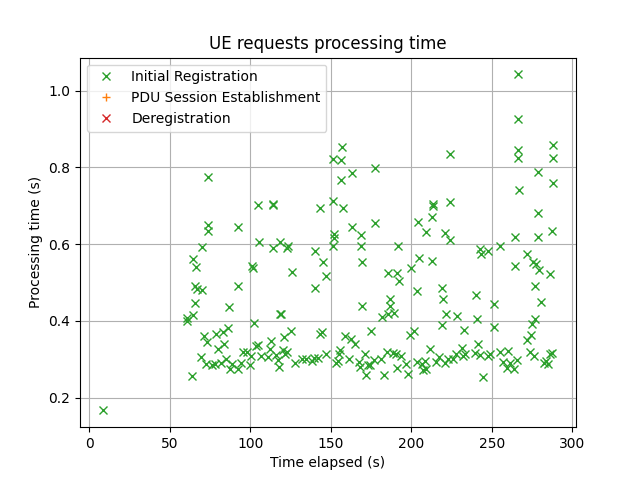 UE requests processing time
Initial Registration
PDU Session Establishment
Deregistration
Processing time (s)
1.0
0.8
0.6
0.4
0.2
0 50 100 150 200 250 300
Time elapsed (s)